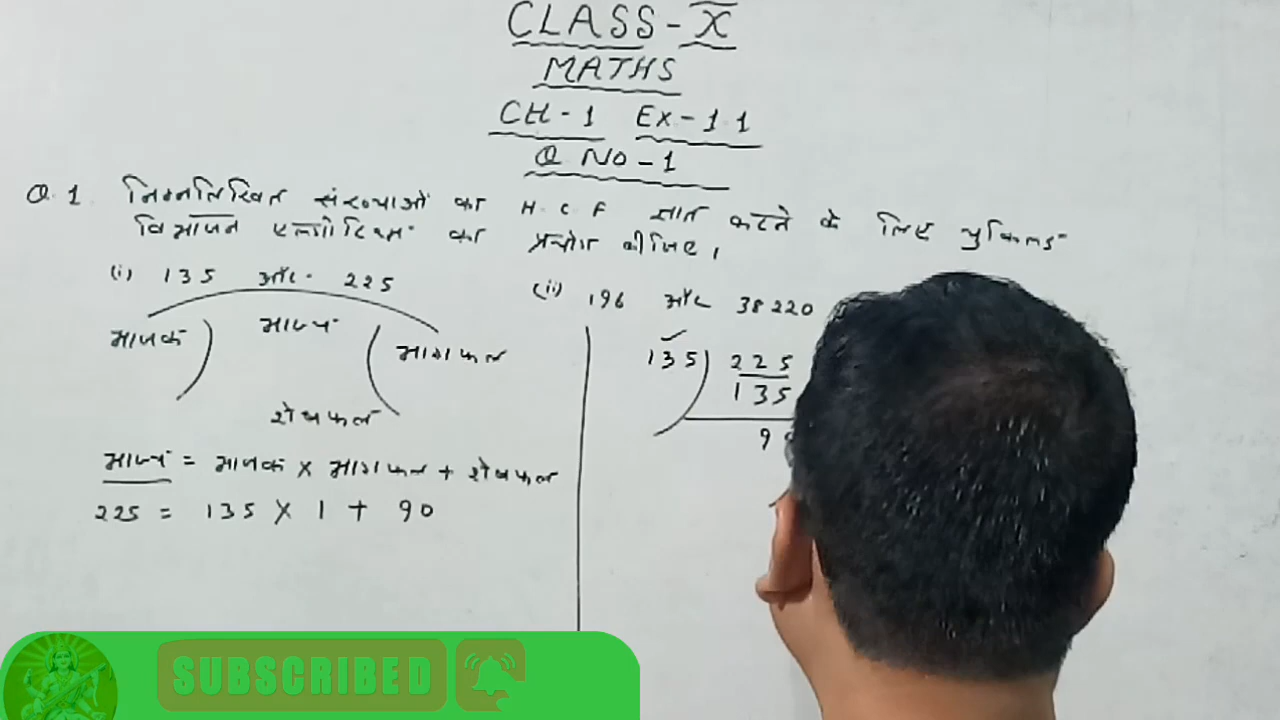 CLASS - X
MATHS
CH - 1 Ex - 1.1
Q No - 1
Q.1. निम्नलिखित संख्याओं का H.C.F ज्ञात करने के लिए युक्लिड
विभाजन एल्गोरिथ्म का प्रयोग कीजिए।
(i) 135 और 225
(ii) 196 और 38220
भाजक ) भाज्य ( भागफल
शेषफल
भाज्य = भाजक × भागफल + शेषफल
225 = 135 × 1 + 90
135 ) 225
135
9
SUBSCRIBED